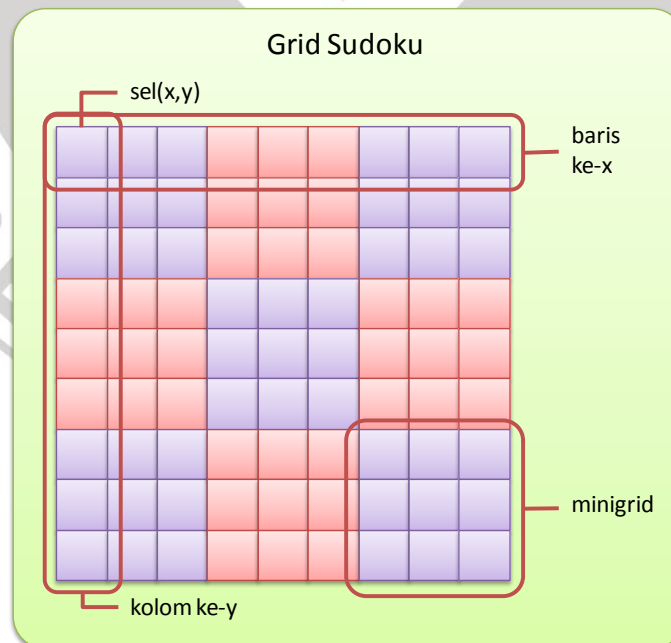 Grid Sudoku
sel(x,y)
baris
ke-x
minigrid
kolom ke-y